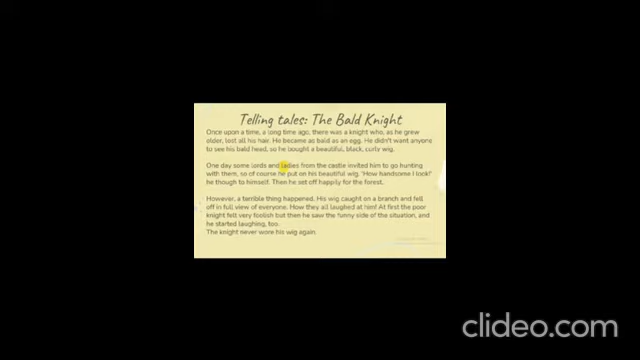 Telling tales: The Bald Knight
Once upon a time, a long time ago, there was a knight who, as he grew
older, lost all his hair. He became as bald as an egg. He didn't want anyone
to see his bald head, so he bought a beautiful, black, curly wig.
One day some lords and ladies from the castle invited him to go hunting
with them, so of course he put on his beautiful wig. 'How handsome I look!'
he though to himself. Then he set off happily for the forest.
However, a terrible thing happened. His wig caught on a branch and fell
off in full view of everyone. How they all laughed at him! At first the poor
knight felt very foolish but then he saw the funny side of the situation, and
he started laughing, too.
The knight never wore his wig again.
clideo.com